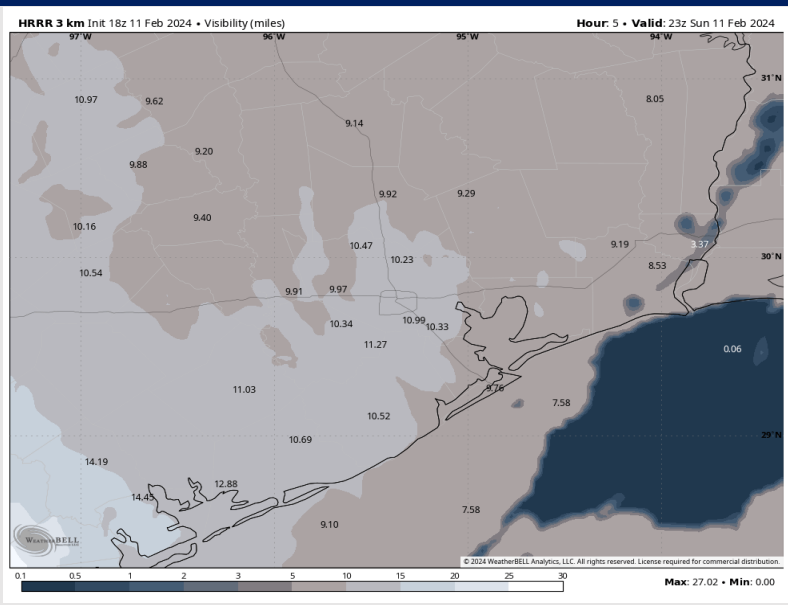 HRRR 3 km Init 18z 11 Feb 2024 • Visibility (miles) Hour: 5 • Valid: 23z Sun 11 Feb 2024
97°W 96°W 95°W 94°W
31°N
10.97 9.62 8.05
9.14
9.20
9.88
9.92 9.29
9.40
10.16
10.47 9.19 3.37
10.23 30°N
10.54 8.53
9.91 9.97
10.34 10.99 10.33
11.27 0.06
11.03 9.76
7.58
10.52
10.69 29°N
14.19
12.88
14.45
7.58
9.10
WEATHERBELL
© 2024 WeatherBELL Analytics, LLC. All rights reserved. License required for commercial distribution.
0.1 0.5 1 2 3 5 10 15 20 25 30
Max: 27.02 • Min: 0.00